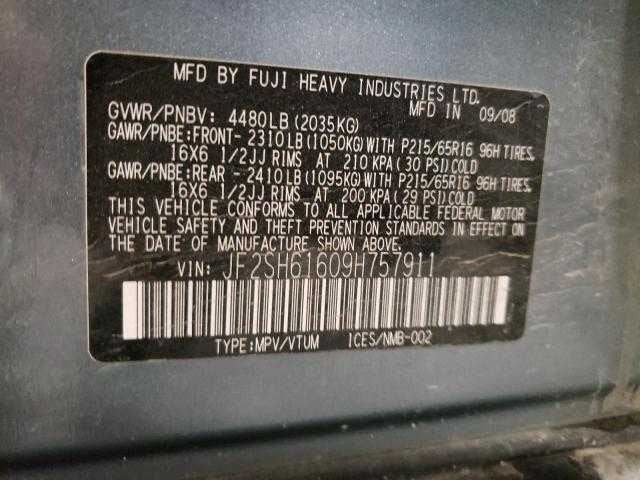 MFD BY FUJI HEAVY INDUSTRIES LTD.
MFD IN 09/08
GVWR/PNBV: 4480LB(2035KG)
GAWR/PNBE:FRONT- 2310LB(1050KG)WITH P215/65R16 96H TIRES,
16X6 1/2JJ RIMS AT 210 KPA(30 PSI)COLD
GAWR/PNBE:REAR - 2410LB(1095KG)WITH P215/65R16 96H TIRES,
16X6 1/2JJ RIMS AT 200 KPA(29 PSI)COLD
THIS VEHICLE CONFORMS TO ALL APPLICABLE FEDERAL MOTOR
VEHICLE SAFETY AND THEFT PREVENTION STANDARDS IN EFFECT
ON THE DATE OF MANUFACTURE SHOWN ABOVE.
VIN: JF2SH61609H757911
TYPE:MPV/VTUM ICES/NMB-002